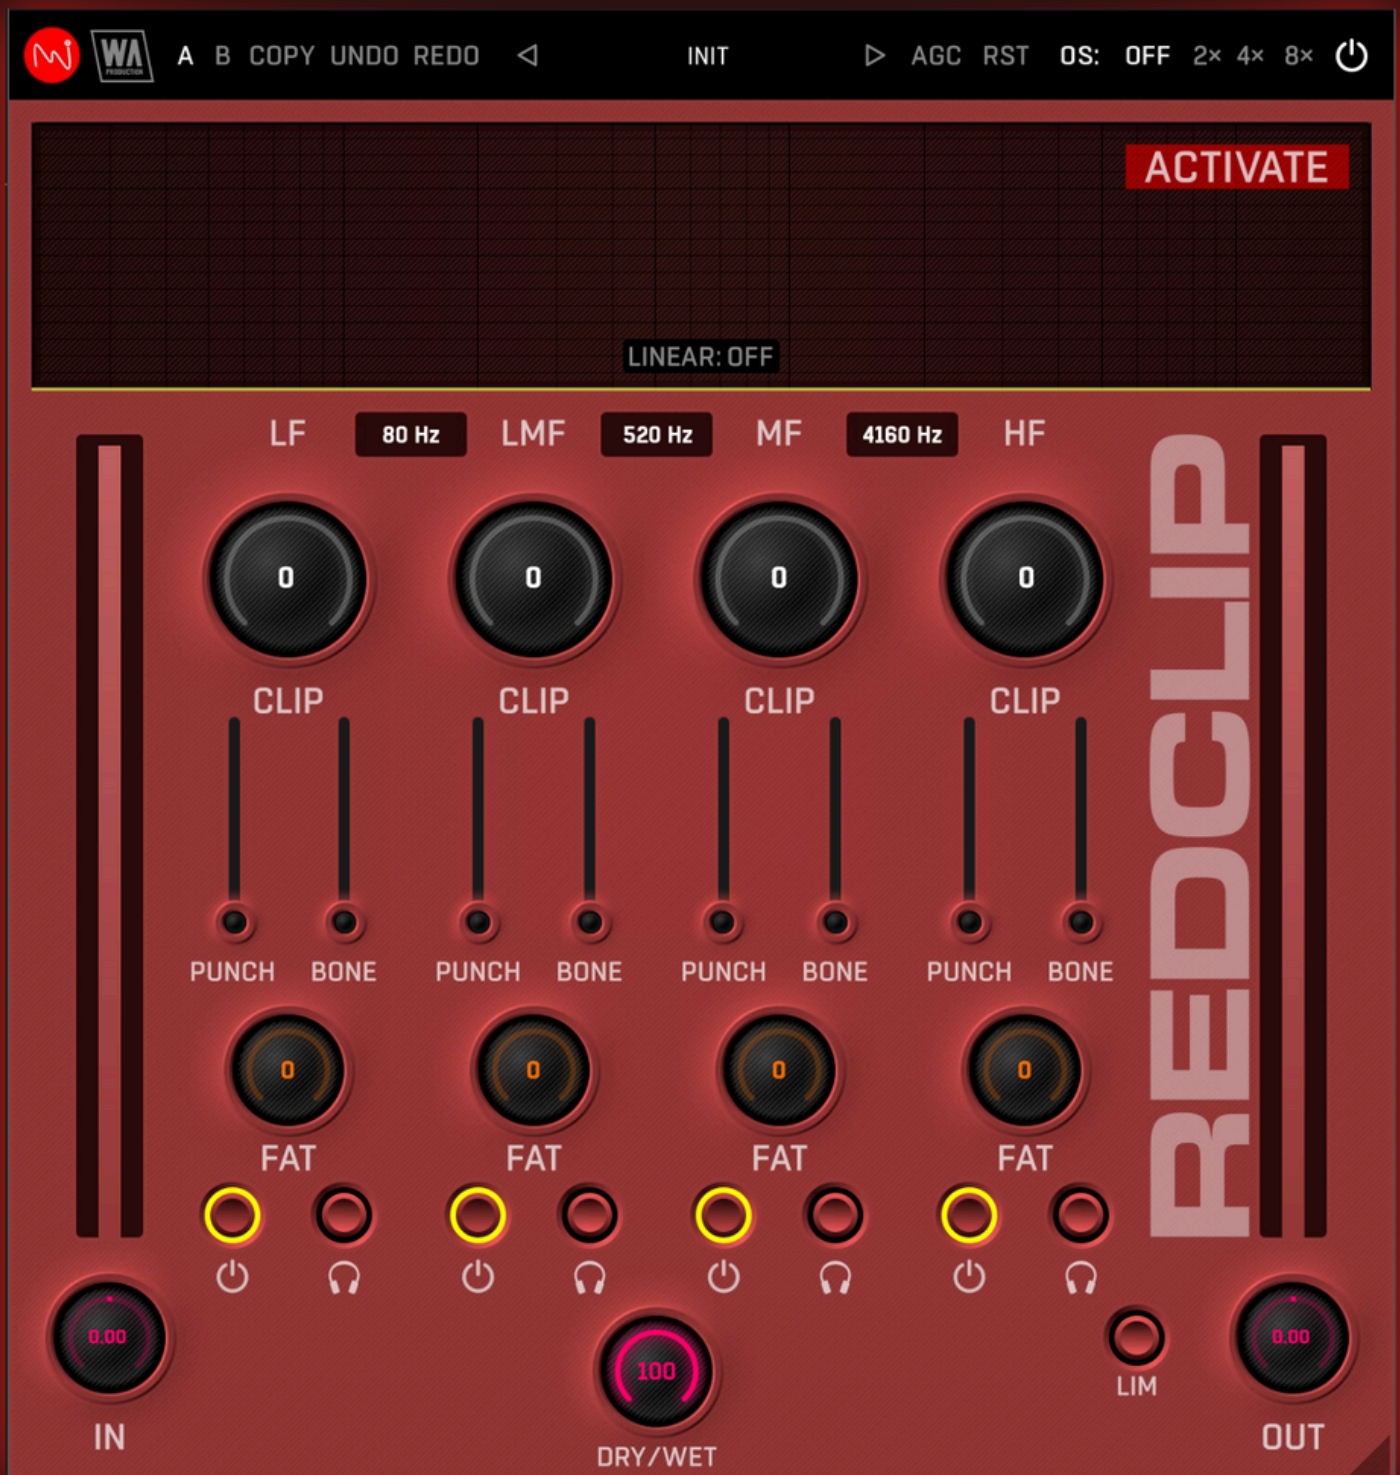 WA PRODUCTION A B COPY UNDO REDO INIT AGC RST OS: OFF 2× 4× 8×
ACTIVATE
LINEAR: OFF
LF 80 Hz LMF 520 Hz MF 4160 Hz HF
0 0 0 0
CLIP CLIP CLIP CLIP
PUNCH BONE PUNCH BONE PUNCH BONE PUNCH BONE
0 0 0 0
FAT FAT FAT FAT
REDCLIP
0.00 100 0.00
LIM
IN DRY/WET OUT